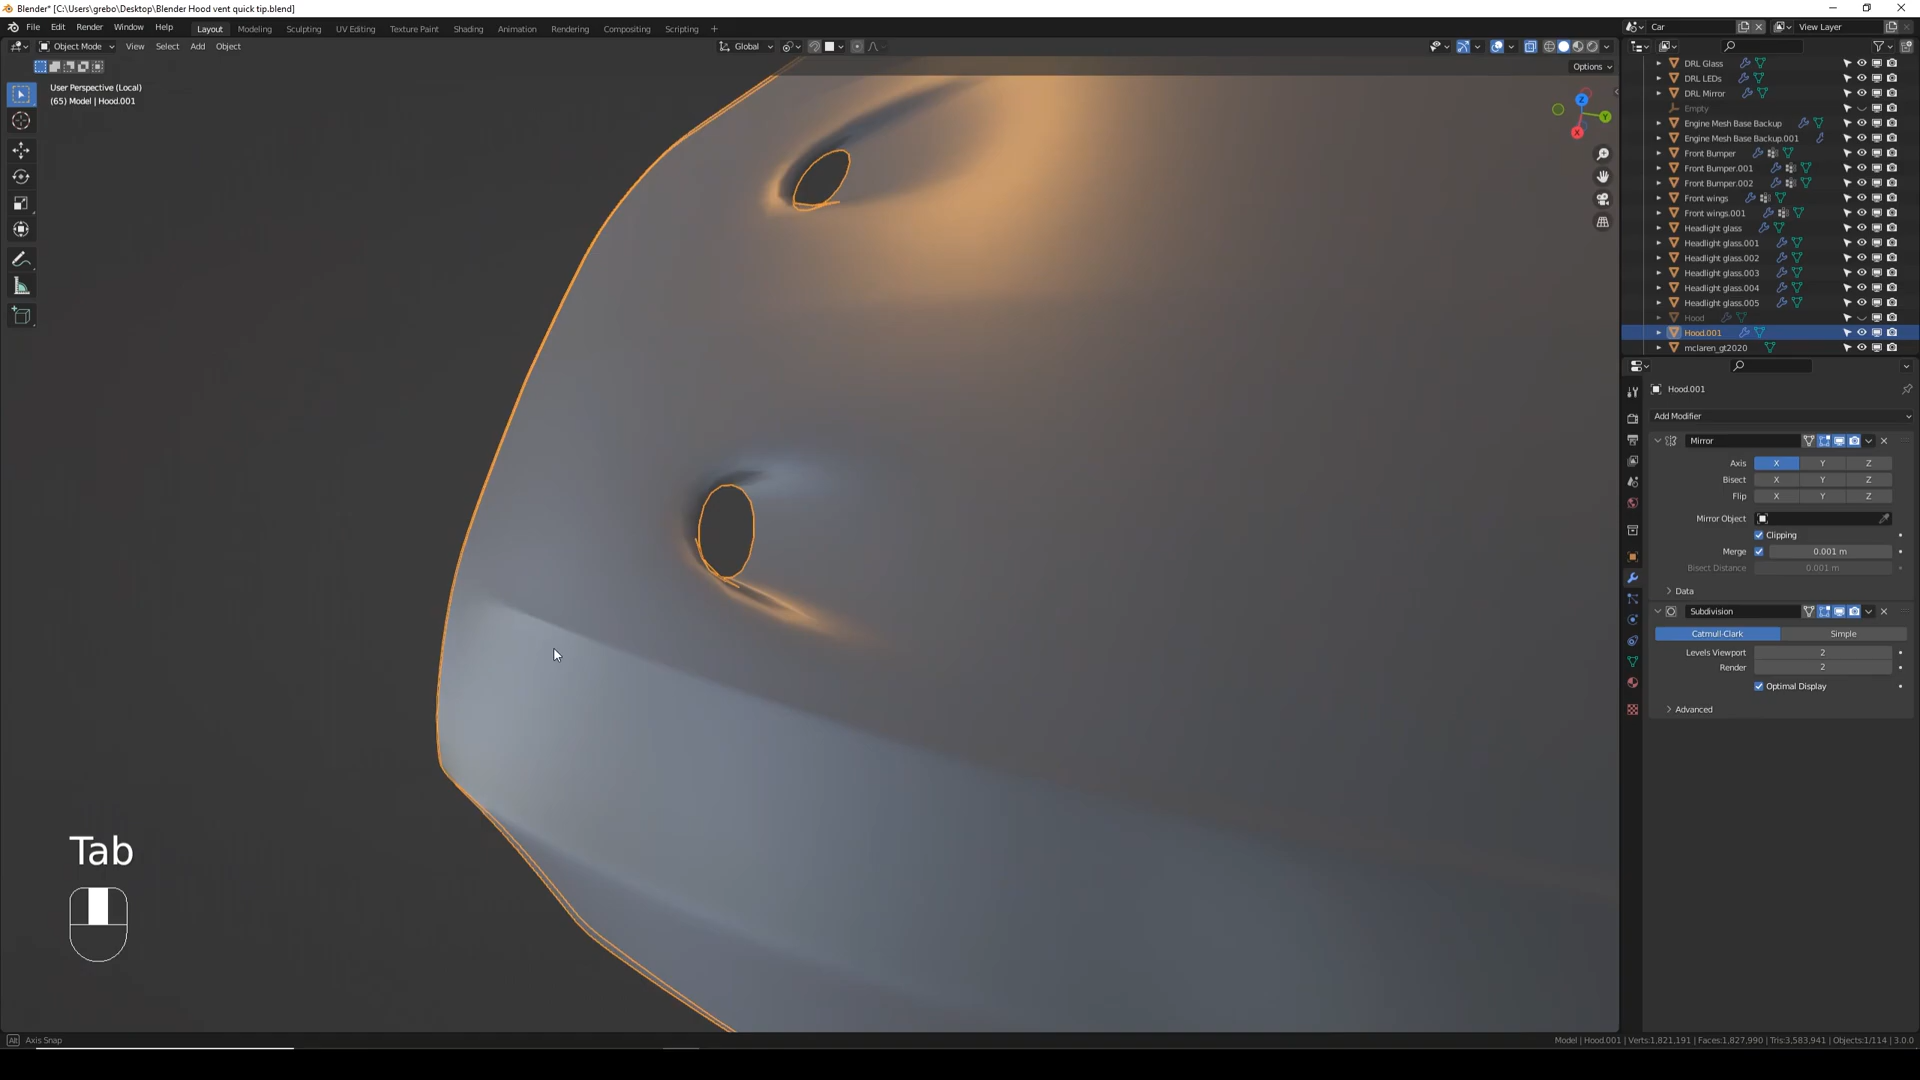 Blender* [C:\Users\grebo\Desktop\Blender Hood vent quick tip.blend]
File Edit Render Window Help Layout Modeling Sculpting UV Editing Texture Paint Shading Animation Rendering Compositing Scripting + Car View Layer
Object Mode View Select Add Object Global
Options
User Perspective (Local)
(65) Model | Hood.001
Z
Y
X
DRL Glass
DRL LEDs
DRL Mirror
Empty
Engine Mesh Base Backup
Engine Mesh Base Backup.001
Front Bumper
Front Bumper.001
Front Bumper.002
Front wings
Front wings.001
Headlight glass
Headlight glass.001
Headlight glass.002
Headlight glass.003
Headlight glass.004
Headlight glass.005
Hood
Hood.001
mclaren_gt2020
Hood.001
Add Modifier
Mirror
Axis X Y Z
Bisect X Y Z
Flip X Y Z
Mirror Object
Clipping
Merge 0.001 m
Bisect Distance 0.001 m
Data
Subdivision
Catmull-Clark Simple
Levels Viewport 2
Render 2
Optimal Display
Advanced
Tab
Alt Axis Snap
Model | Hood.001 | Verts:1,821,191 | Faces:1,827,990 | Tris:3,583,941 | Objects:1/114 | 3.0.0